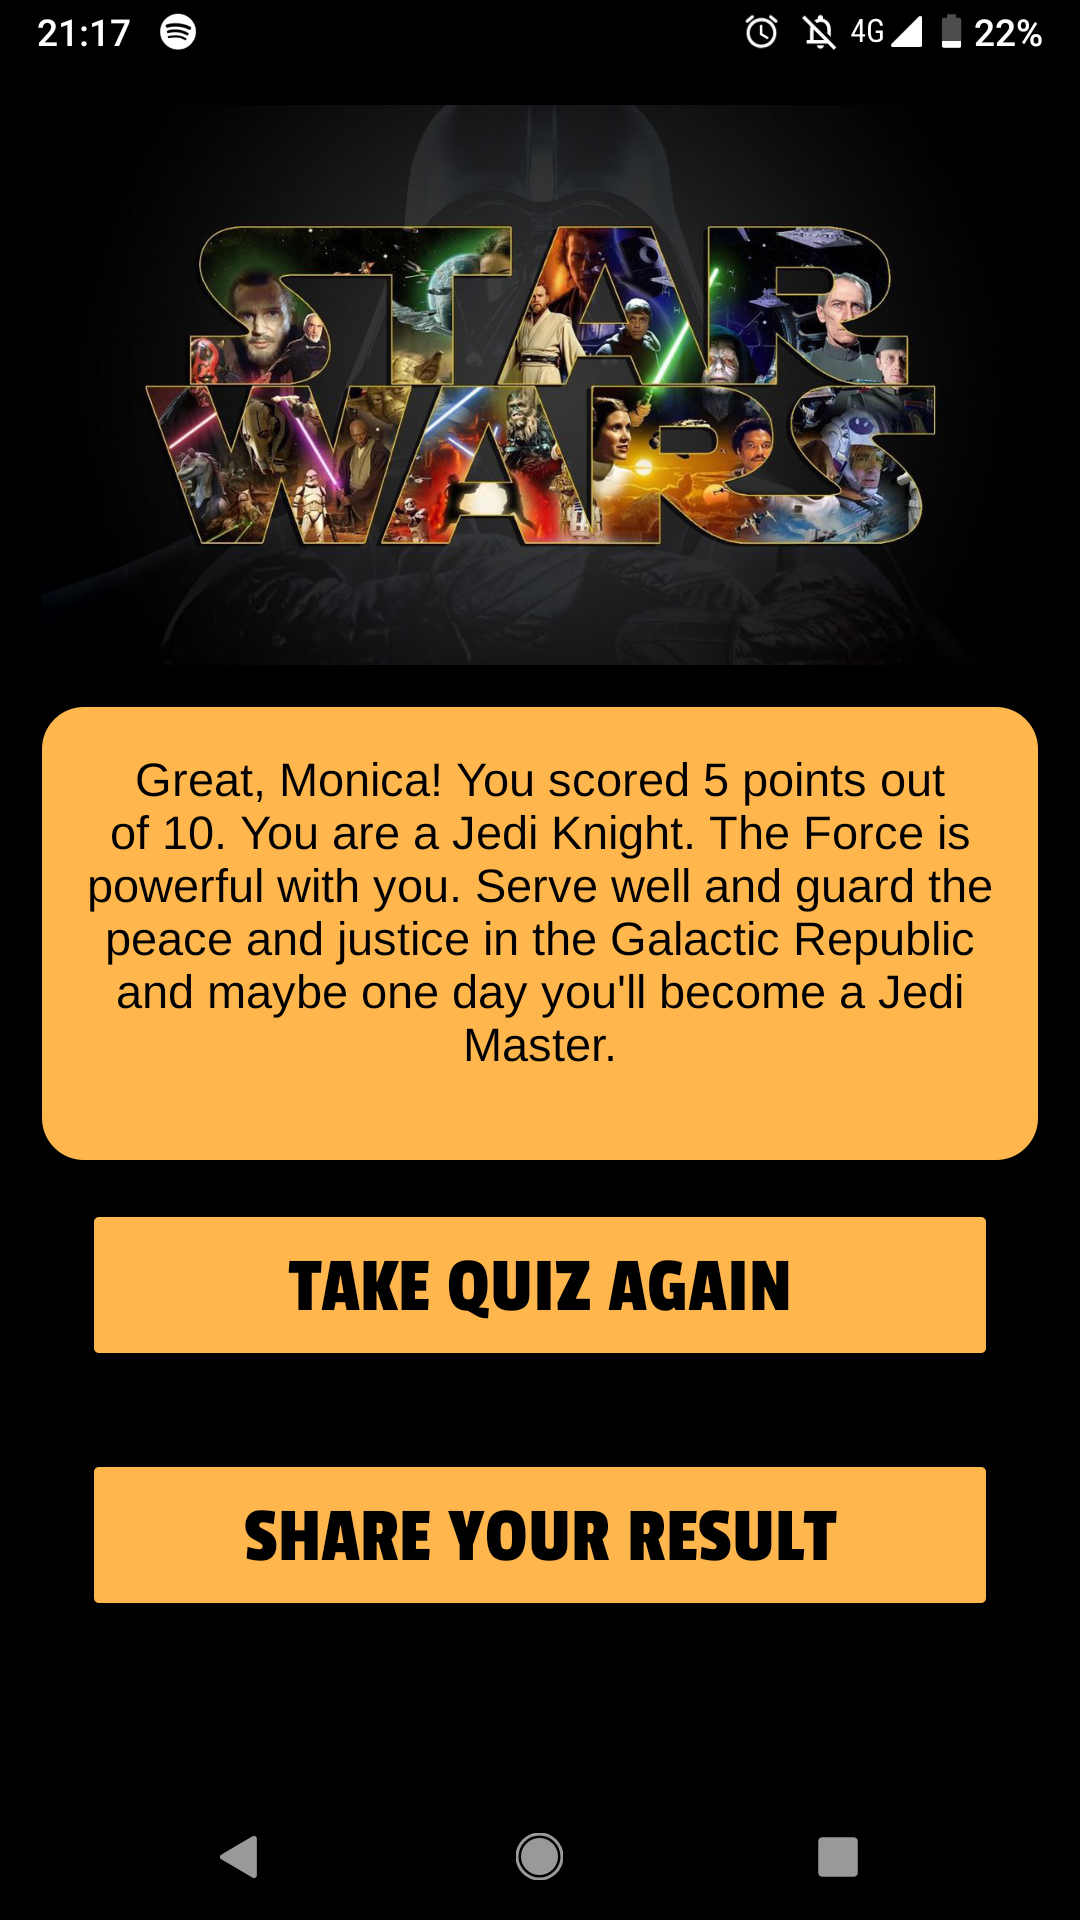 21:17 4G 22%
STAR
WARS
Great, Monica! You scored 5 points out
of 10. You are a Jedi Knight. The Force is
powerful with you. Serve well and guard the
peace and justice in the Galactic Republic
and maybe one day you'll become a Jedi
Master.
TAKE QUIZ AGAIN
SHARE YOUR RESULT